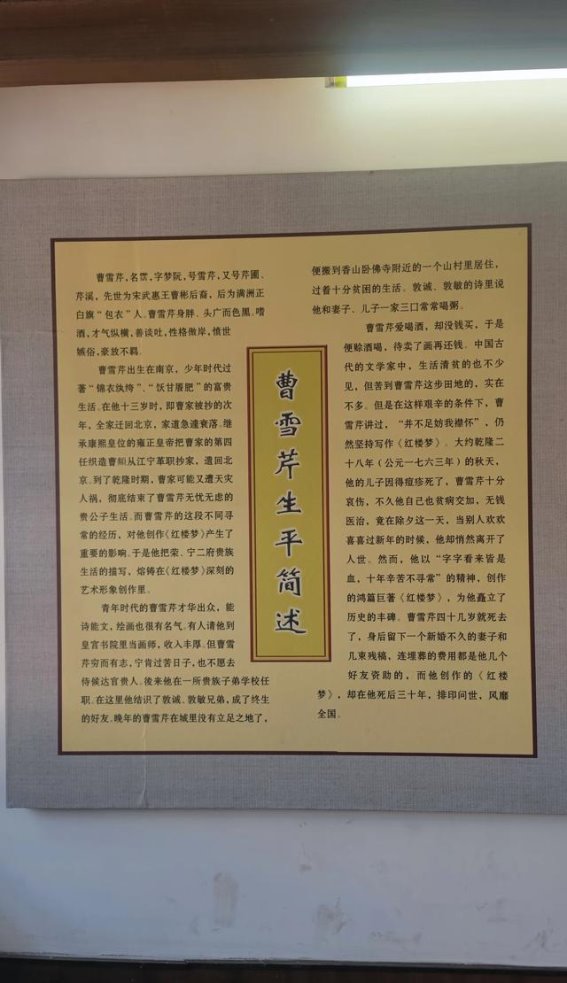 曹雪芹生平简述
曹雪芹，名霑，字梦阮，号雪芹，又号芹圃、
芹溪，先世为宋武惠王曹彬后裔，后为满洲正
白旗“包衣”人。曹雪芹身胖、头广而色黑。嗜
酒，才气纵横，善谈吐，性格傲岸，愤世
嫉俗，豪放不羁。
曹雪芹出生在南京，少年时代过
著“锦衣纨绔”、“饫甘餍肥”的富贵
生活。在他十三岁时，即曹家被抄的次
年，全家迁回北京，家道急遽衰落。继
承康熙皇位的雍正皇帝把曹家的第四
任织造曹頫从江宁革职抄家，遣回北
京。到了乾隆时期，曹家可能又遭天灾
人祸，彻底结束了曹雪芹无忧无虑的
贵公子生活。而曹雪芹的这段不同寻
常的经历，对他创作《红楼梦》产生了
重要的影响。于是他把荣、宁二府贵族
生活的描写，熔铸在《红楼梦》深刻的
艺术形象创作里。
青年时代的曹雪芹才华出众，能
诗能文，绘画也很有名气。有人请他到
皇宫书院里当画师，收入丰厚。但曹雪
芹穷而有志，宁肯过苦日子，也不愿去
侍候达官贵人。後来他在一所贵族子弟学校任
职。在这里他结识了敦诚、敦敏兄弟，成了终生
的好友。晚年的曹雪芹在城里没有立足之地了，
便搬到香山卧佛寺附近的一个山村里居住，
过着十分贫困的生活。敦诚、敦敏的诗里说
他和妻子、儿子一家三口常常喝粥。
曹雪芹爱喝酒，却没钱买，于是
便赊酒喝，待卖了画再还钱。中国古
代的文学家中，生活清贫的也不少
见，但苦到曹雪芹这步田地的，实在
不多。但是在这样艰辛的条件下，曹
雪芹讲过，“并不足妨我襟怀”，仍
然坚持写作《红楼梦》。大约乾隆二
十八年（公元一七六三年）的秋天，
他的儿子因得痘疹死了，曹雪芹十分
哀伤，不久他自己也贫病交加，无钱
医治，竟在除夕这一天，当别人欢欢
喜喜过新年的时候，他却悄然离开了
人世。然而，他以“字字看来皆是
血，十年辛苦不寻常”的精神，创作
的鸿篇巨著《红楼梦》，为他矗立了
历史的丰碑。曹雪芹四十几岁就死去
了，身后留下一个新婚不久的妻子和
几束残稿，连埋葬的费用都是他几个
好友资助的，而他创作的《红楼
梦》，却在他死后三十年，排印问世，风靡
全国。